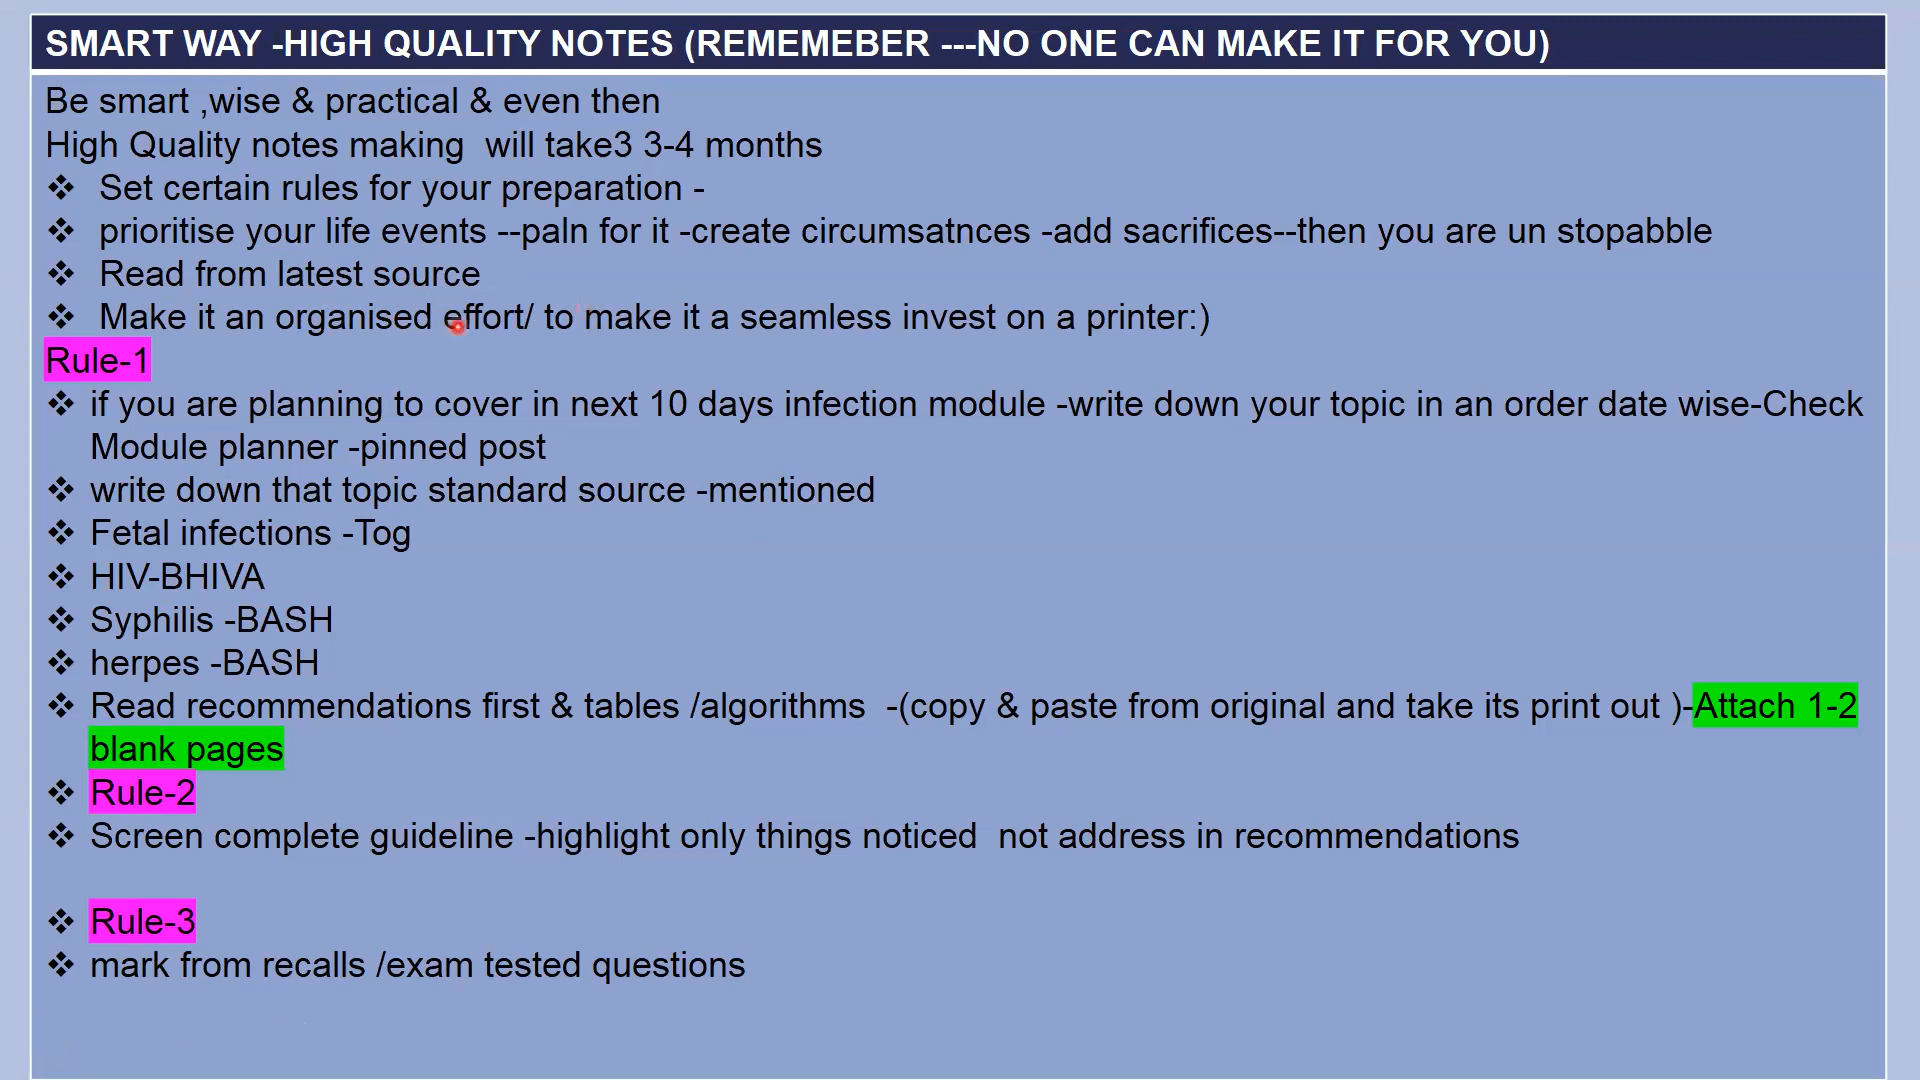 SMART WAY -HIGH QUALITY NOTES (REMEMEBER ---NO ONE CAN MAKE IT FOR YOU)
Be smart ,wise & practical & even then
High Quality notes making  will take3 3-4 months
❖ Set certain rules for your preparation -
❖ prioritise your life events --paln for it -create circumsatnces -add sacrifices--then you are un stopabble
❖ Read from latest source
❖ Make it an organised effort/ to make it a seamless invest on a printer:)
Rule-1
❖ if you are planning to cover in next 10 days infection module -write down your topic in an order date wise-Check
Module planner -pinned post
❖ write down that topic standard source -mentioned
❖ Fetal infections -Tog
❖ HIV-BHIVA
❖ Syphilis -BASH
❖ herpes -BASH
❖ Read recommendations first & tables /algorithms  -(copy & paste from original and take its print out )-Attach 1-2
blank pages
❖ Rule-2
❖ Screen complete guideline -highlight only things noticed  not address in recommendations
❖ Rule-3
❖ mark from recalls /exam tested questions